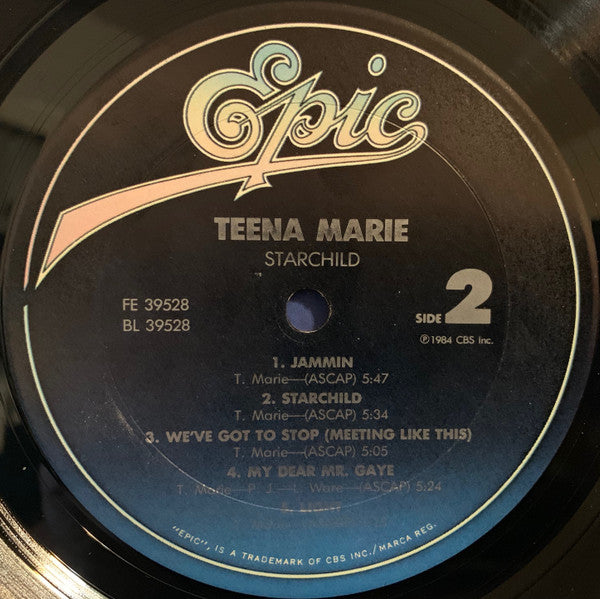 Epic
TEENA MARIE
STARCHILD
FE 39528
BL 39528
SIDE 2
℗1984 CBS Inc.
1. JAMMIN
T. Marie—(ASCAP) 5:47
2. STARCHILD
T. Marie—(ASCAP) 5:34
3. WE'VE GOT TO STOP (MEETING LIKE THIS)
T. Marie—(ASCAP) 5:05
4. MY DEAR MR. GAYE
T. Marie—P. J.—L. Ware—(ASCAP) 5:24
"EPIC", IS A TRADEMARK OF CBS INC./MARCA REG.